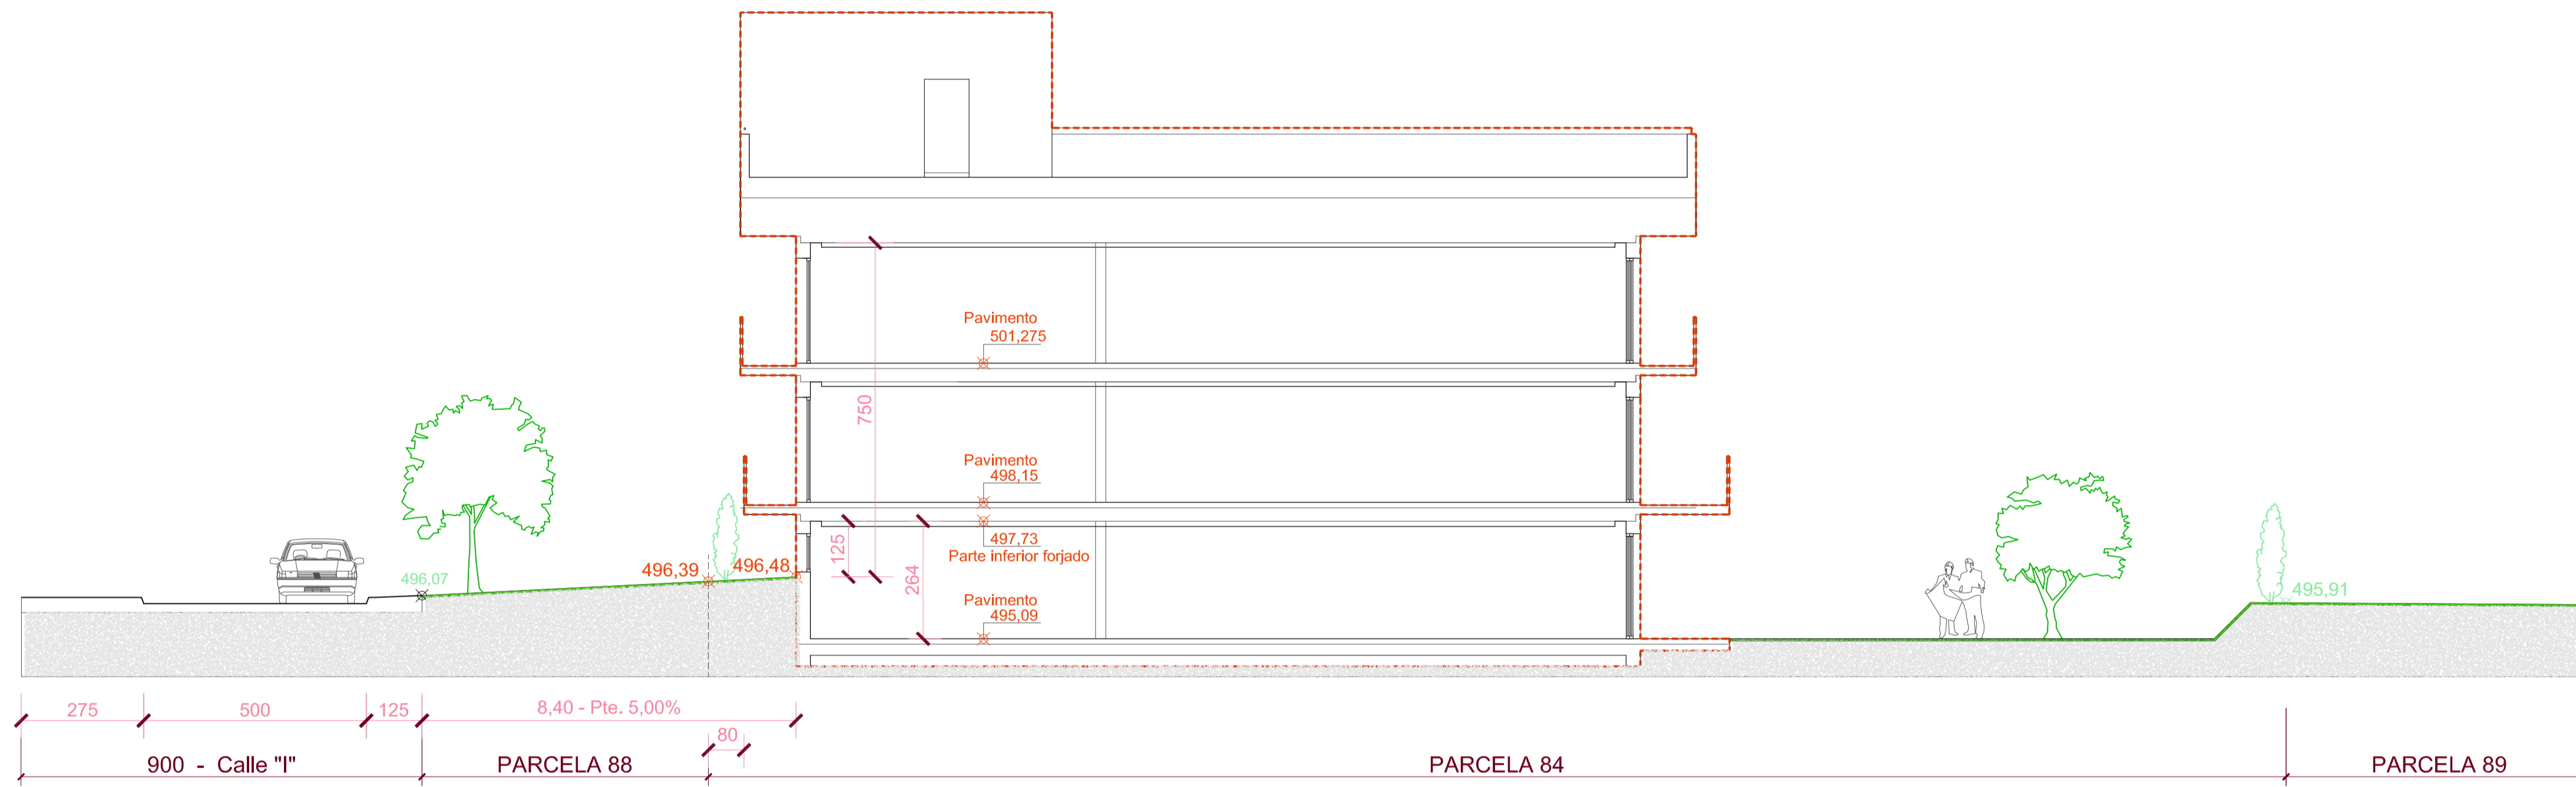 Pavimento
501,275
750
Pavimento
498,15
125
497,73
Parte inferior forjado
264
496,07
496,39
496,48
Pavimento
495,09
495,91
275
500
125
8,40 - Pte. 5,00%
80
900 - Calle "I"
PARCELA 88
PARCELA 84
PARCELA 89